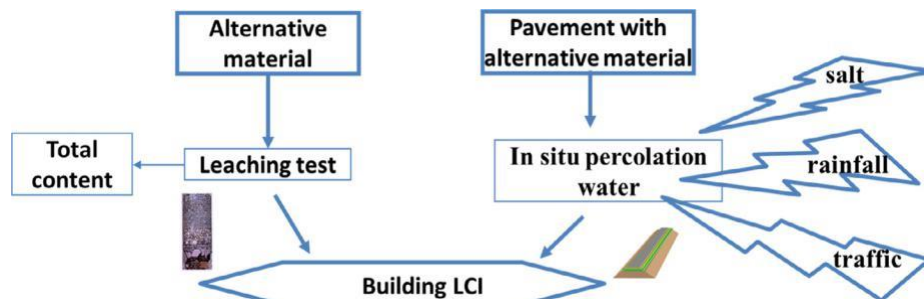 Alternative
material
Pavement with
alternative material
salt
Total
content
Leaching test
In situ percolation
water
rainfall
traffic
Building LCI